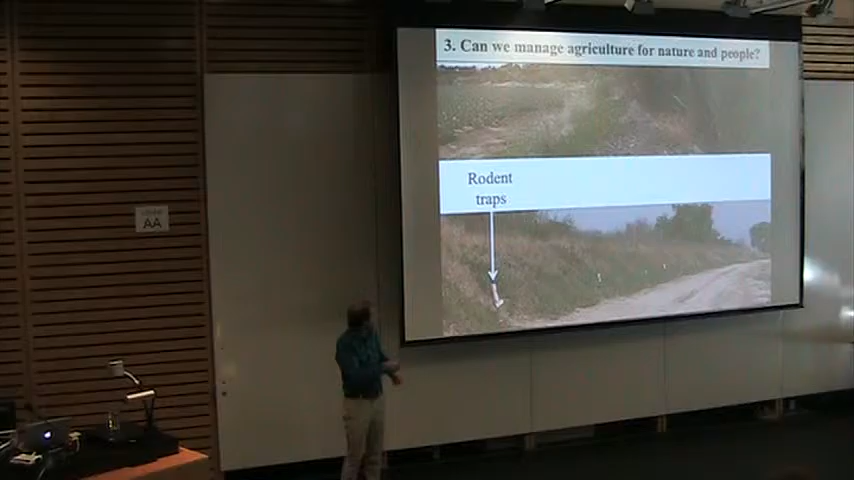 3. Can we manage agriculture for nature and people?
Rodent
traps
AA